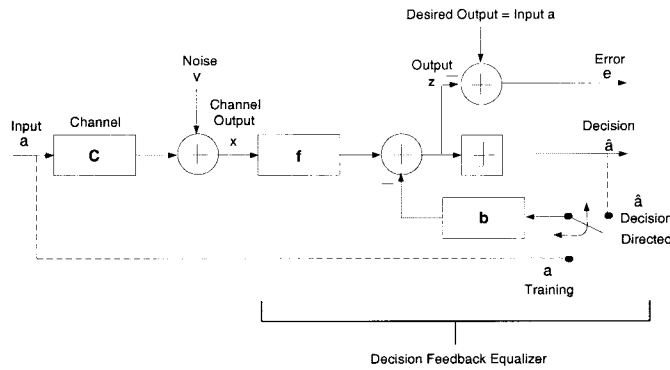 Desired Output = Input a
Noise
v
Output
z
Error
e
Channel
Output
x
Input
a
Channel
C
f
Decision
â
b
â
Decision
Directed
a
Training
Decision Feedback Equalizer